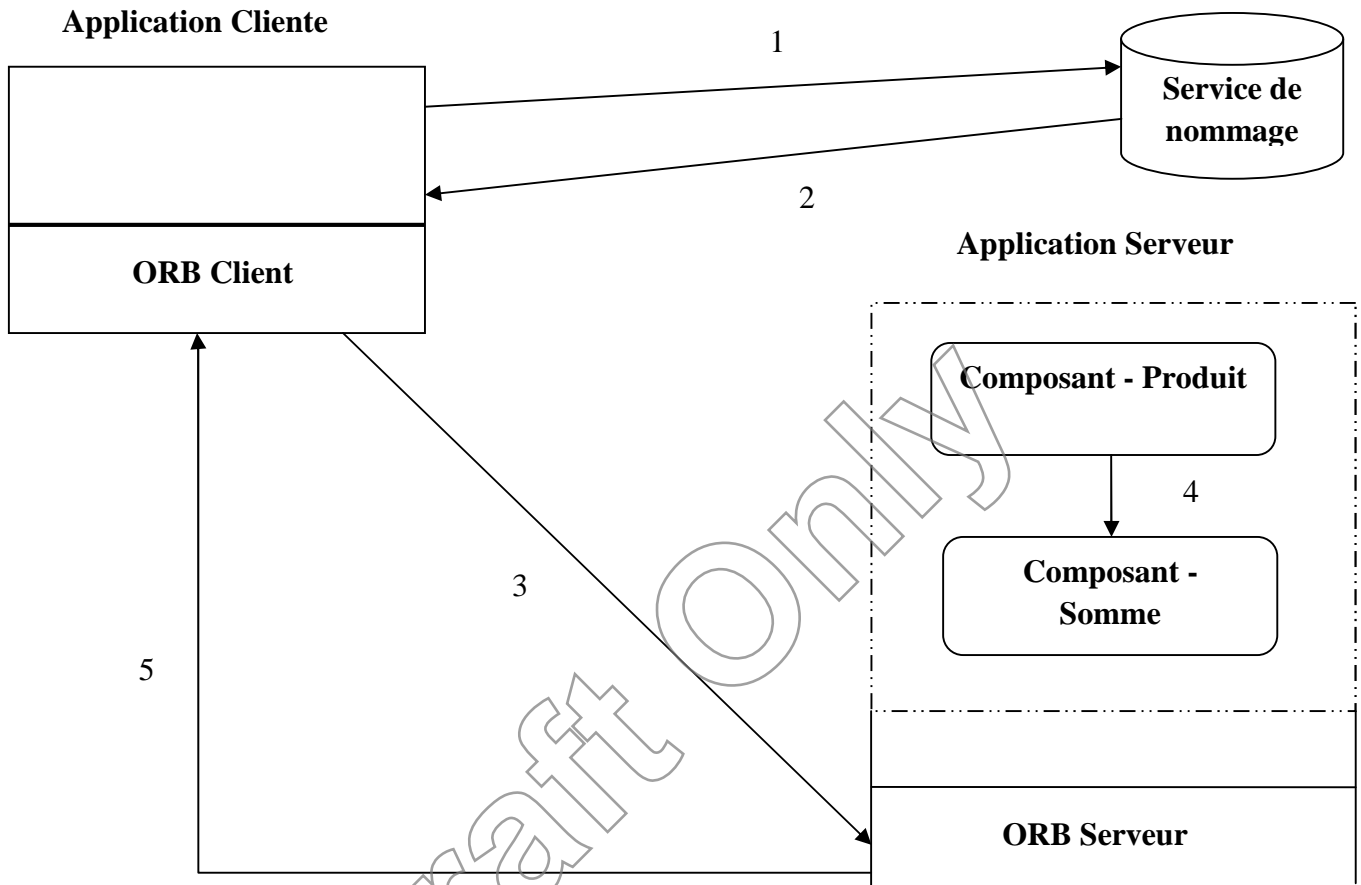 Application Cliente
1
Service de
nommage
2
Application Serveur
ORB Client
Composant - Produit
4
Composant -
Somme
3
5
ORB Serveur
raft Only